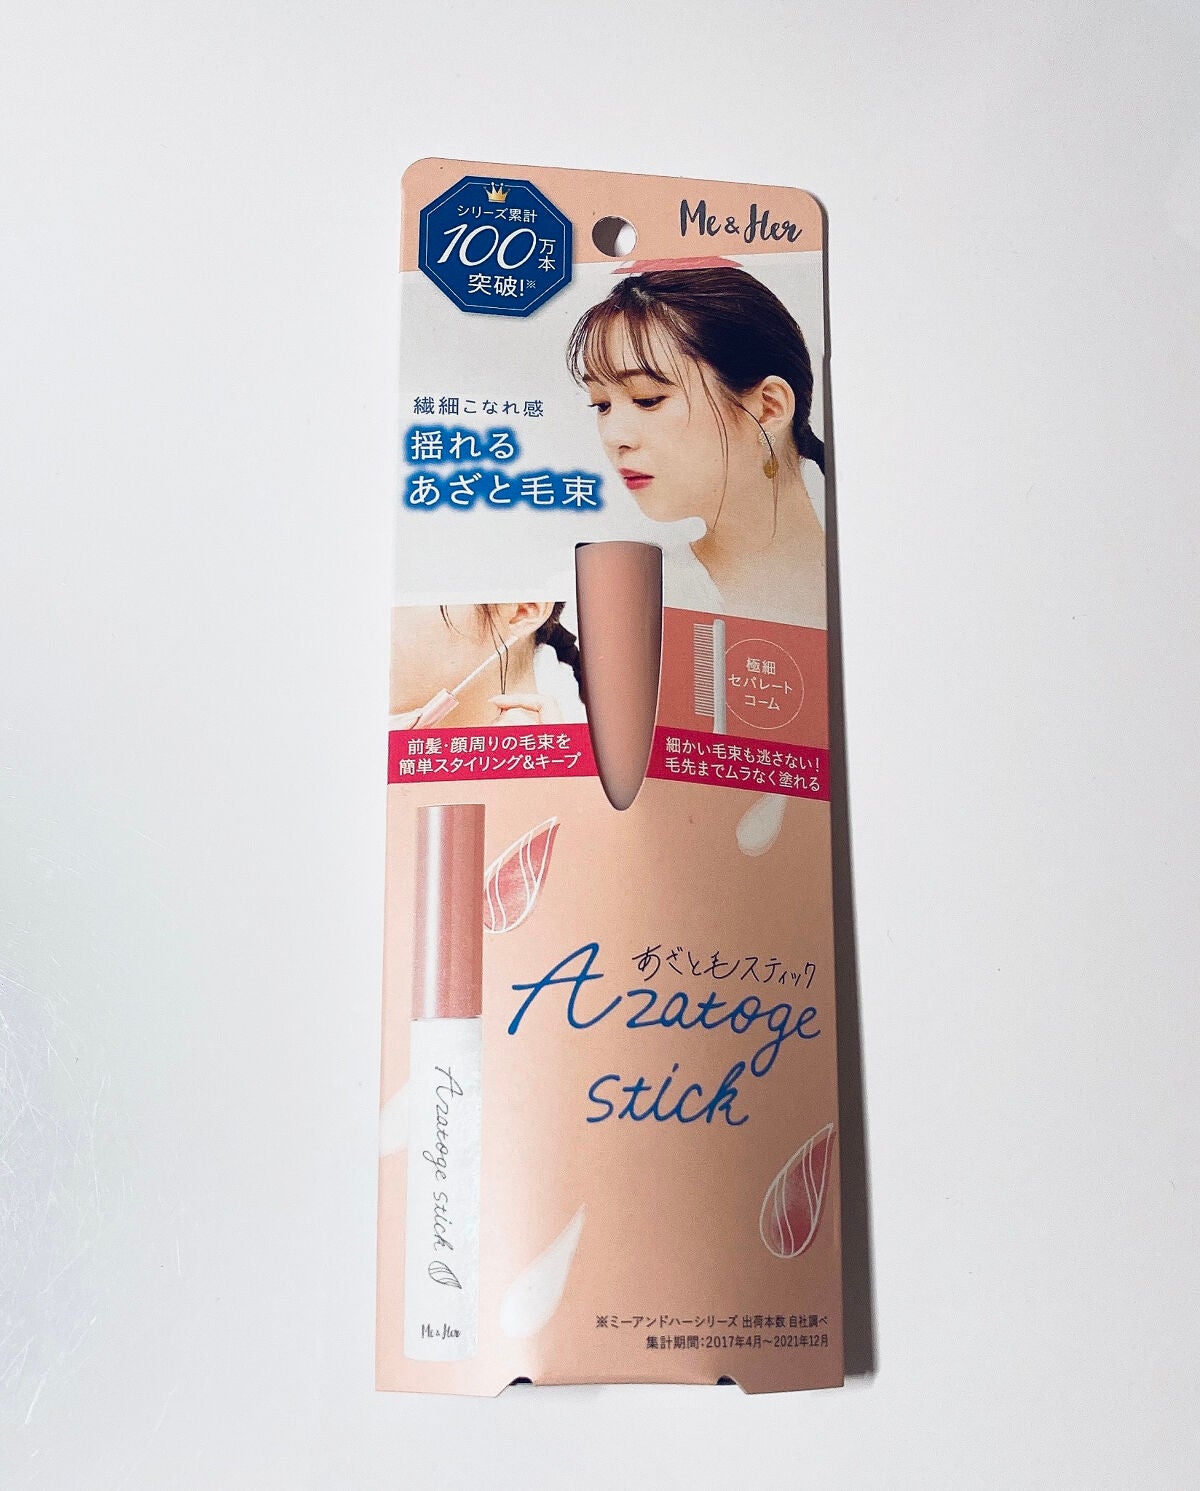 シリーズ累計
100万本
突破!※
Me & Her
繊細こなれ感
揺れる
あざと毛束
極細
セパレート
コーム
前髪・顔周りの毛束を
簡単スタイリング&キープ
細かい毛束も逃さない!
毛先までムラなく塗れる
あざと毛スティック
Azatoge
stick
Azatoge stick
Me & Her
※ミーアンドハーシリーズ 出荷本数 自社調べ
集計期間:2017年4月～2021年12月